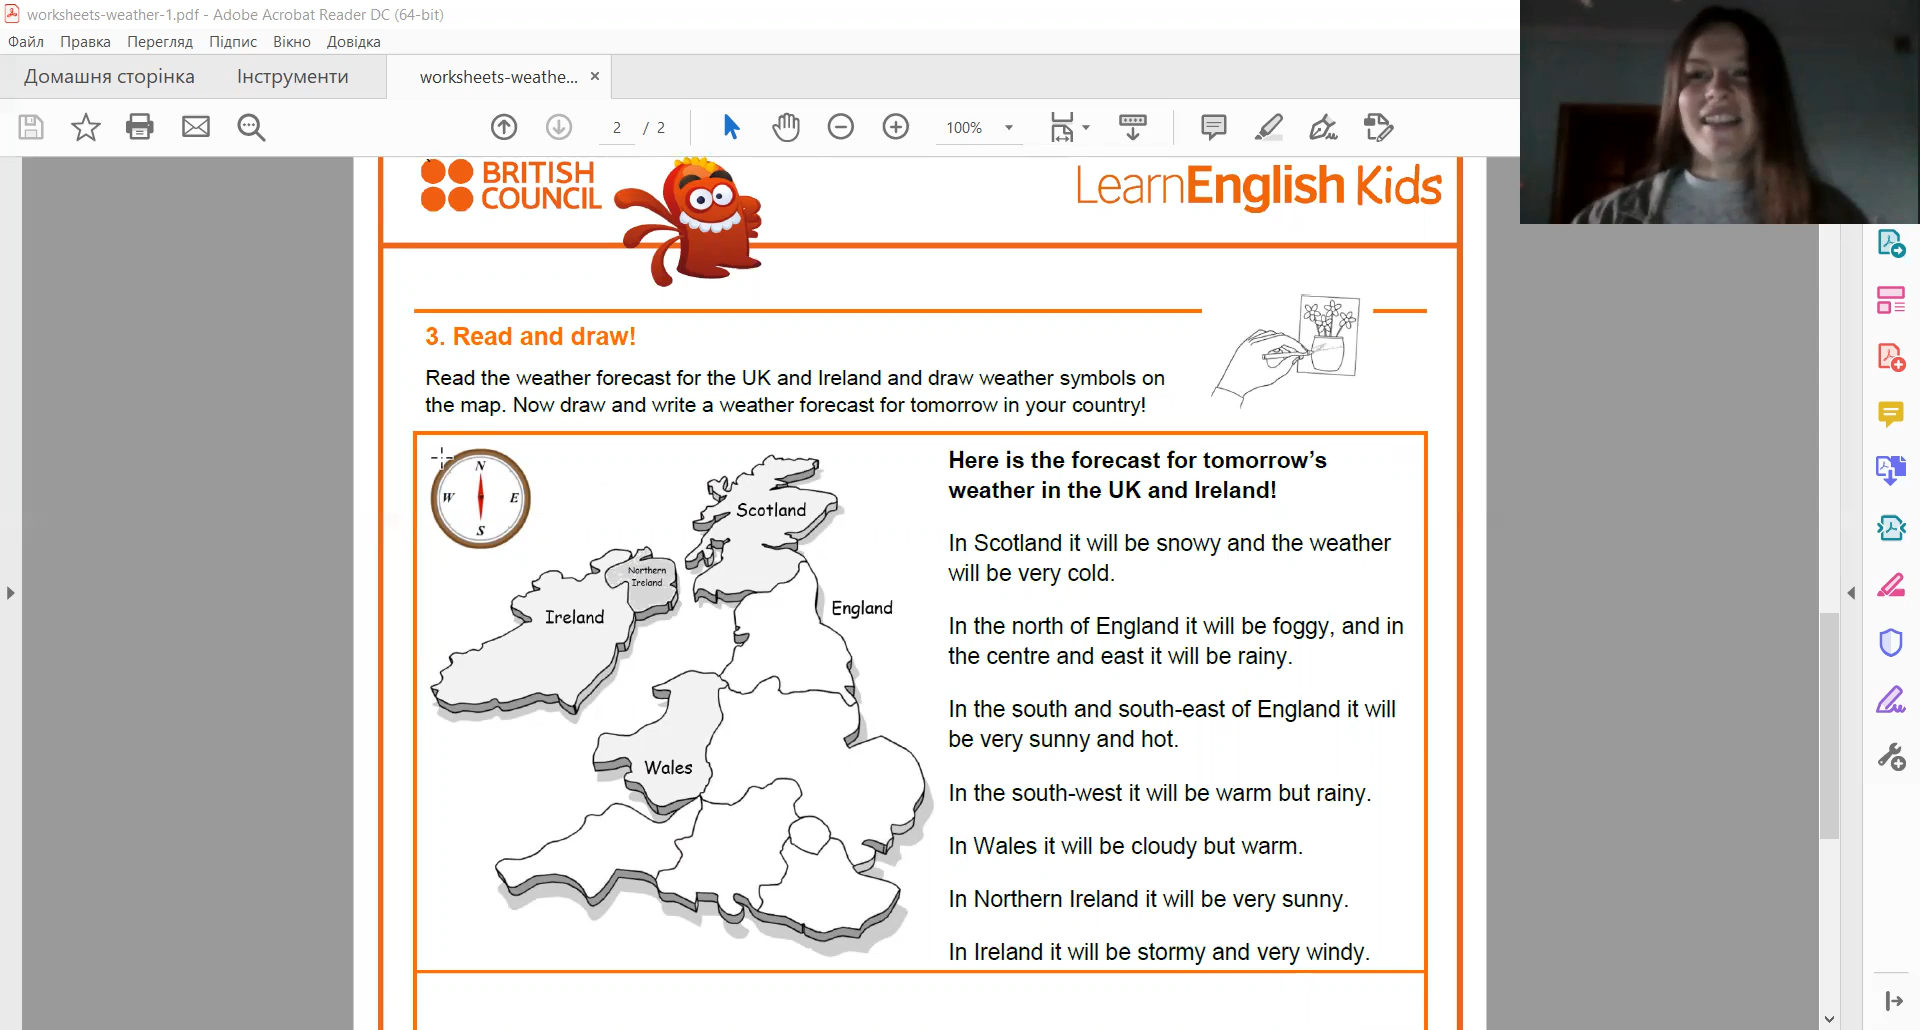 worksheets-weather-1.pdf - Adobe Acrobat Reader DC (64-bit)
Файл Правка Перегляд Підпис Вікно Довідка
Домашня сторінка Інструменти worksheets-weathe... ×
2 / 2 100%
BRITISH
COUNCIL
LearnEnglish Kids
3. Read and draw!
Read the weather forecast for the UK and Ireland and draw weather symbols on
the map. Now draw and write a weather forecast for tomorrow in your country!
N
W E
S
Scotland
Northern
Ireland
Ireland
England
Wales
Here is the forecast for tomorrow's
weather in the UK and Ireland!
In Scotland it will be snowy and the weather
will be very cold.
In the north of England it will be foggy, and in
the centre and east it will be rainy.
In the south and south-east of England it will
be very sunny and hot.
In the south-west it will be warm but rainy.
In Wales it will be cloudy but warm.
In Northern Ireland it will be very sunny.
In Ireland it will be stormy and very windy.